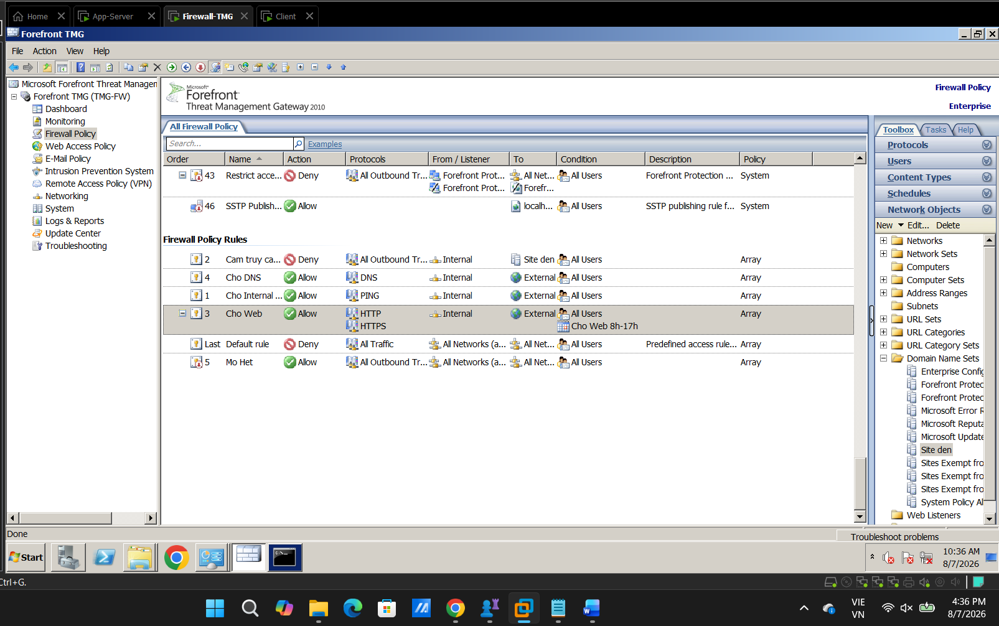 Home
App-Server
Firewall-TMG
Client
Forefront TMG
File Action View Help
Microsoft Forefront Threat Manager
Forefront TMG (TMG-FW)
Dashboard
Monitoring
Firewall Policy
Web Access Policy
E-Mail Policy
Intrusion Prevention System
Remote Access Policy (VPN)
Networking
System
Logs & Reports
Update Center
Troubleshooting
Microsoft
Forefront
Threat Management Gateway 2010
Firewall Policy
Enterprise
All Firewall Policy
Search... Examples
Order Name Action Protocols From / Listener To Condition Description Policy
43 Restrict acce... Deny All Outbound Tr... Forefront Prot... All Net... All Users Forefront Protection ... System
Forefront Prot... Forefr...
46 SSTP Publish... Allow localh... All Users SSTP publishing rule f... System
Firewall Policy Rules
2 Cam truy ca... Deny All Outbound Tr... Internal Site den All Users Array
4 Cho DNS Allow DNS Internal External All Users Array
1 Cho Internal ... Allow PING Internal External All Users Array
3 Cho Web Allow HTTP Internal External All Users Array
HTTPS Cho Web 8h-17h
Last Default rule Deny All Traffic All Networks (a... All Net... All Users Predefined access rule... Array
5 Mo Het Allow All Outbound Tr... All Networks (a... All Net... All Users Array
Toolbox Tasks Help
Protocols
Users
Content Types
Schedules
Network Objects
New Edit... Delete
Networks
Network Sets
Computers
Computer Sets
Address Ranges
Subnets
URL Sets
URL Categories
URL Category Sets
Domain Name Sets
Enterprise Config
Forefront Protec
Forefront Protec
Microsoft Error R
Microsoft Reputa
Microsoft Update
Site den
Sites Exempt fro
Sites Exempt fro
Sites Exempt fro
System Policy Al
Web Listeners
Done
Troubleshoot problems
Start
10:36 AM
8/7/2026
Ctrl+G.
VIE
VN
4:36 PM
8/7/2026